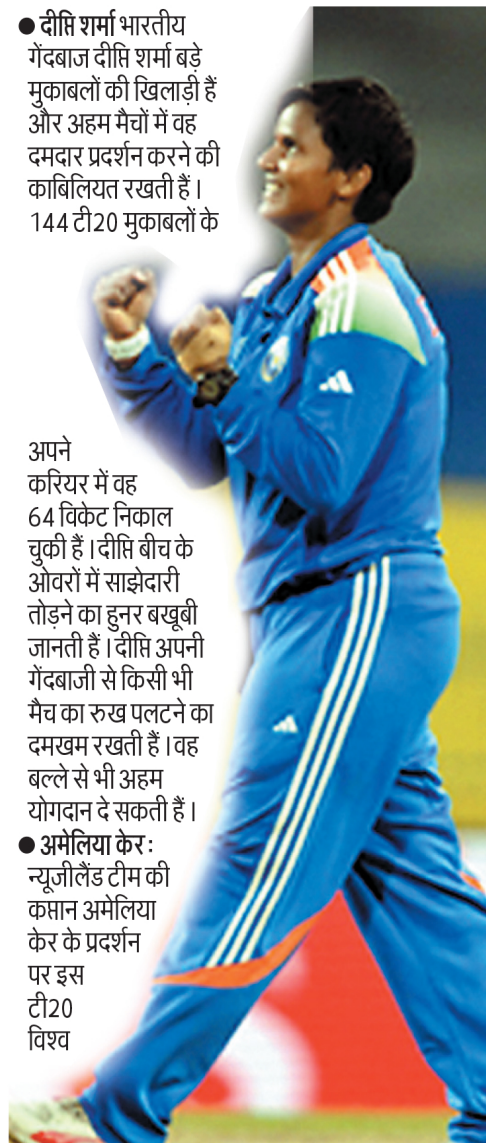 ● दीप्ति शर्मा भारतीय
गेंदबाज दीप्ति शर्मा बड़े
मुकाबलों की खिलाड़ी हैं
और अहम मैचों में वह
दमदार प्रदर्शन करने की
काबिलियत रखती हैं।
144 टी20 मुकाबलों के
अपने
करियर में वह
64 विकेट निकाल
चुकी हैं। दीप्ति बीच के
ओवरों में साझेदारी
तोड़ने का हुनर बखूबी
जानती हैं। दीप्ति अपनी
गेंदबाजी से किसी भी
मैच का रुख पलटने का
दमखम रखती हैं। वह
बल्ले से भी अहम
योगदान दे सकती हैं।
● अमेलिया केर:
न्यूजीलैंड टीम की
कप्तान अमेलिया
केर के प्रदर्शन
पर इस
टी20
विश्व